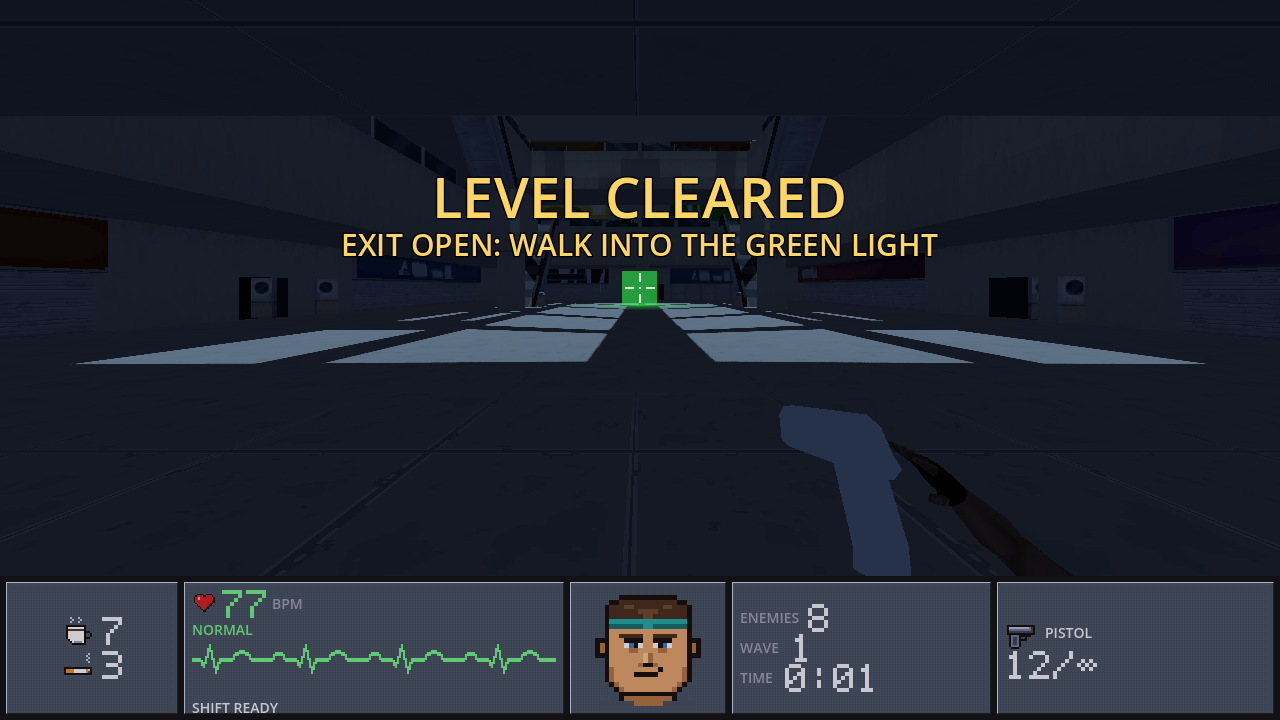 LEVEL CLEARED
EXIT OPEN: WALK INTO THE GREEN LIGHT
7
3
77 BPM
NORMAL
SHIFT READY
ENEMIES 8
WAVE 1
TIME 0:01
PISTOL
12/∞